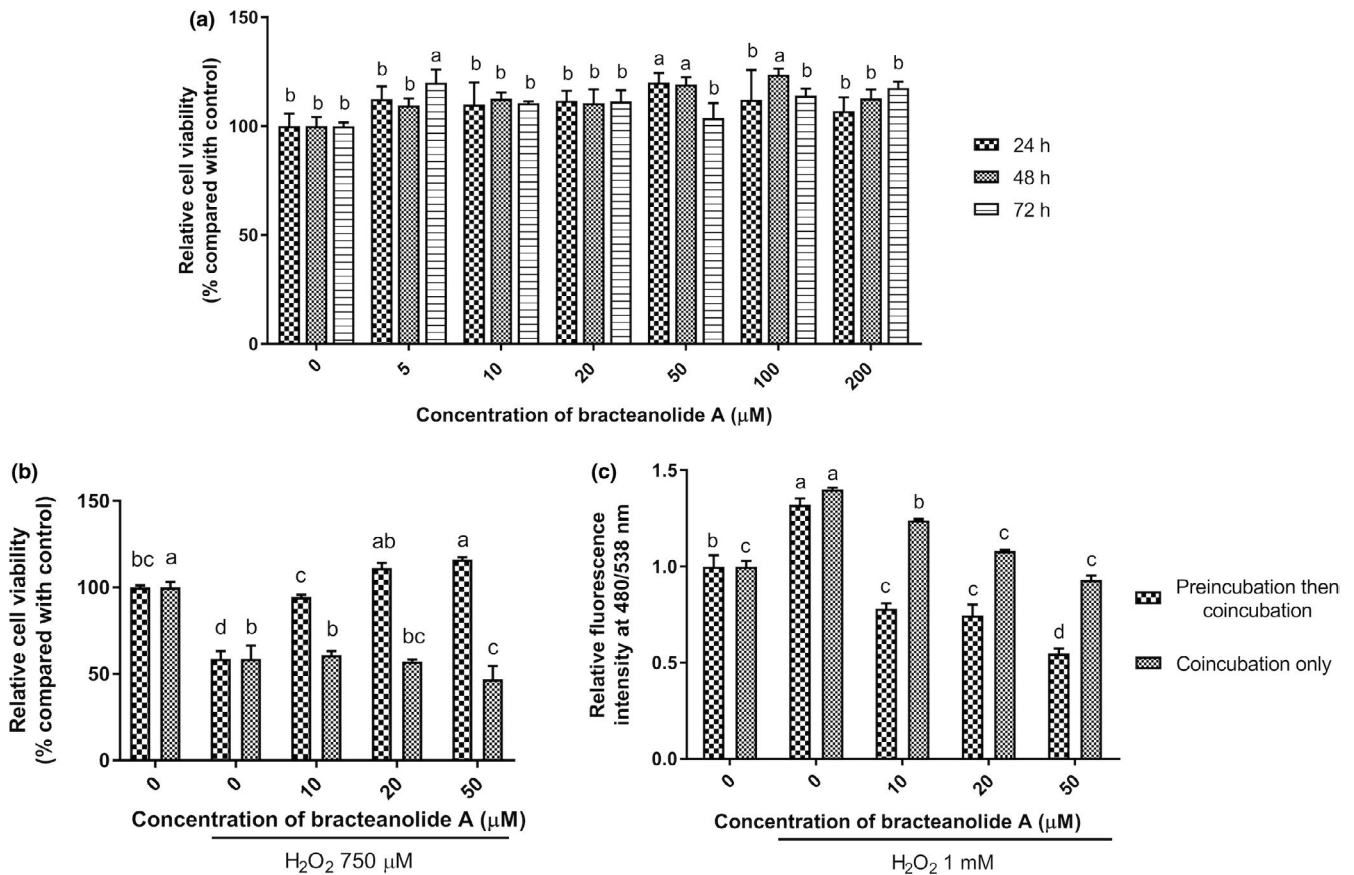 (a)
150
100
50
0
Relative cell viability
(% compared with control)
b b b b b a b b b b b b a a b b a b b b b
0 5 10 20 50 100 200
Concentration of bracteanolide A (μM)
24 h
48 h
72 h
(b)
150
100
50
0
Relative cell viability
(% compared with control)
bc a d b c b ab bc a c
0 0 10 20 50
Concentration of bracteanolide A (μM)
H₂O₂ 750 μM
(c)
1.5
1.0
0.5
0.0
Relative fluorescence
intensity at 480/538 nm
b c a a c b c c d c
0 0 10 20 50
Concentration of bracteanolide A (μM)
H₂O₂ 1 mM
Preincubation then
coincubation
Coincubation only